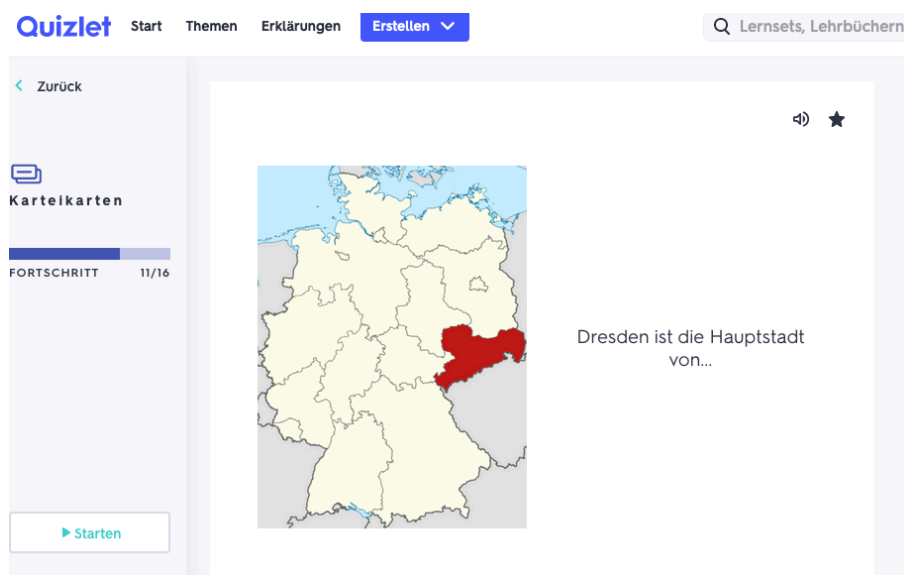 Quizlet Start Themen Erklärungen Erstellen Lernsets, Lehrbüchern
Zurück
Karteikarten
FORTSCHRITT 11/16
Starten
Dresden ist die Hauptstadt
von...